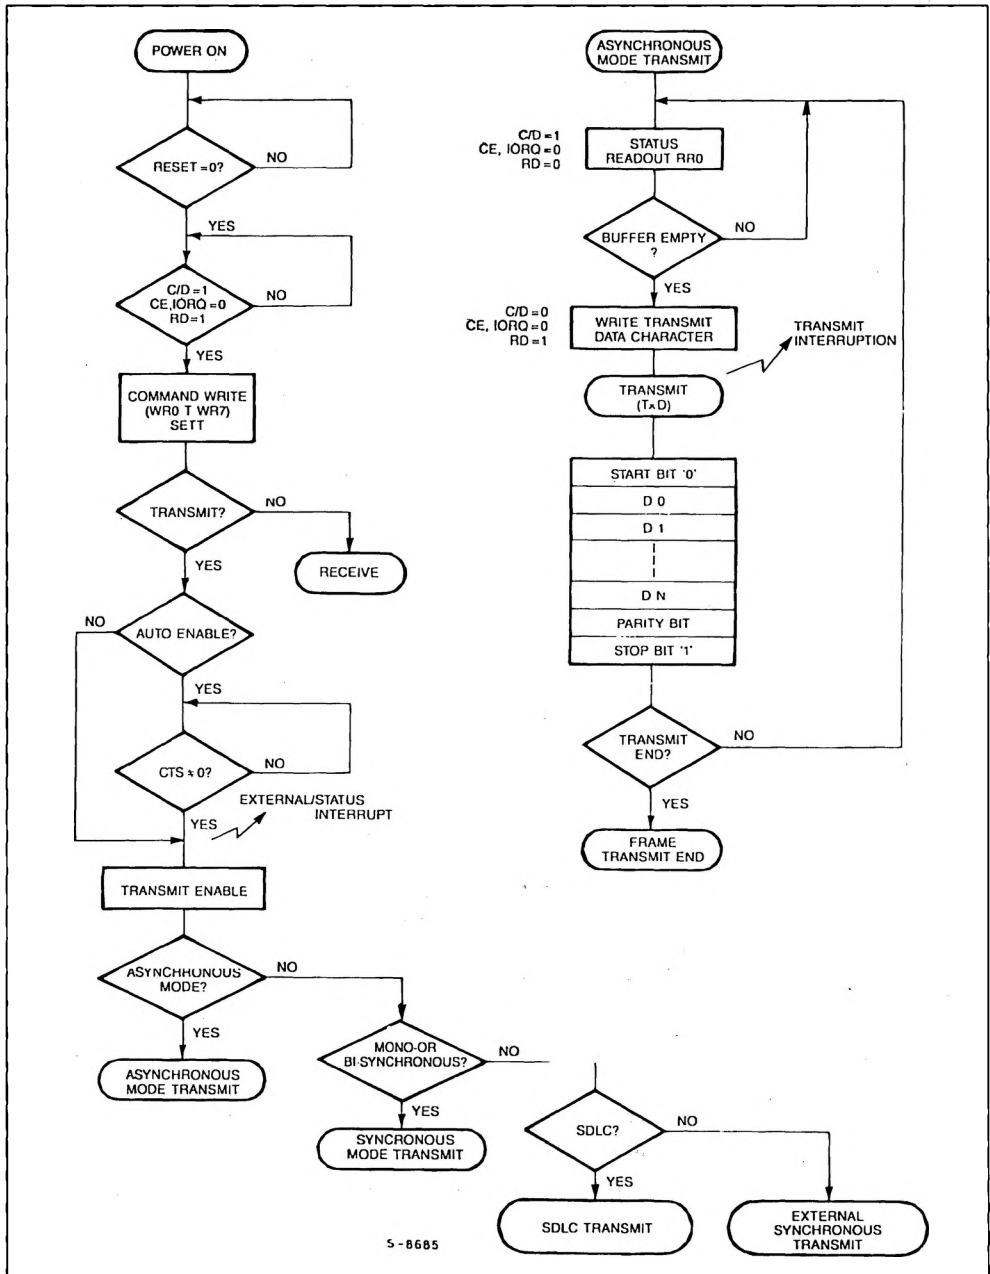 POWER ON
RESET = 0?
NO
YES
C/D = 1
CE, IORQ = 0
RD = 1
NO
YES
COMMAND WRITE
(WR0 T WR7)
SETT
TRANSMIT?
NO
RECEIVE
YES
AUTO ENABLE?
NO
YES
CTS * 0?
NO
YES
EXTERNAL/STATUS
INTERRUPT
TRANSMIT ENABLE
ASYNCHRONOUS
MODE?
NO
YES
ASYNCHRONOUS
MODE TRANSMIT
MONO-OR
BI-SYNCHRONOUS?
NO
YES
SYNCRONOUS
MODE TRANSMIT
SDLC?
NO
YES
SDLC TRANSMIT
EXTERNAL
SYNCHRONOUS
TRANSMIT
ASYNCHRONOUS
MODE TRANSMIT
C/D = 1
CE, IORQ = 0
RD = 0
STATUS
READOUT RR0
BUFFER EMPTY
?
NO
YES
C/D = 0
CE, IORQ = 0
RD = 1
WRITE TRANSMIT
DATA CHARACTER
TRANSMIT
INTERRUPTION
TRANSMIT
(TxD)
START BIT '0'
D 0
D 1
D N
PARITY BIT
STOP BIT '1'
TRANSMIT
END?
NO
YES
FRAME
TRANSMIT END
S-8685